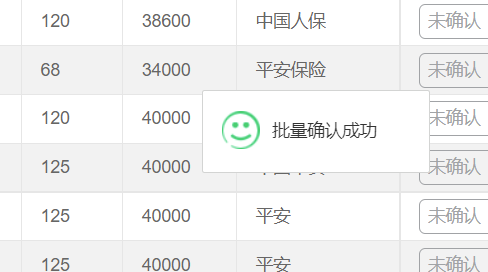 120 38600 中国人保 未确认
68 34000 平安保险 未确认
120 40000 未确认
批量确认成功
125 40000 未确认
125 40000 平安 未确认
125 40000 平安 未确认